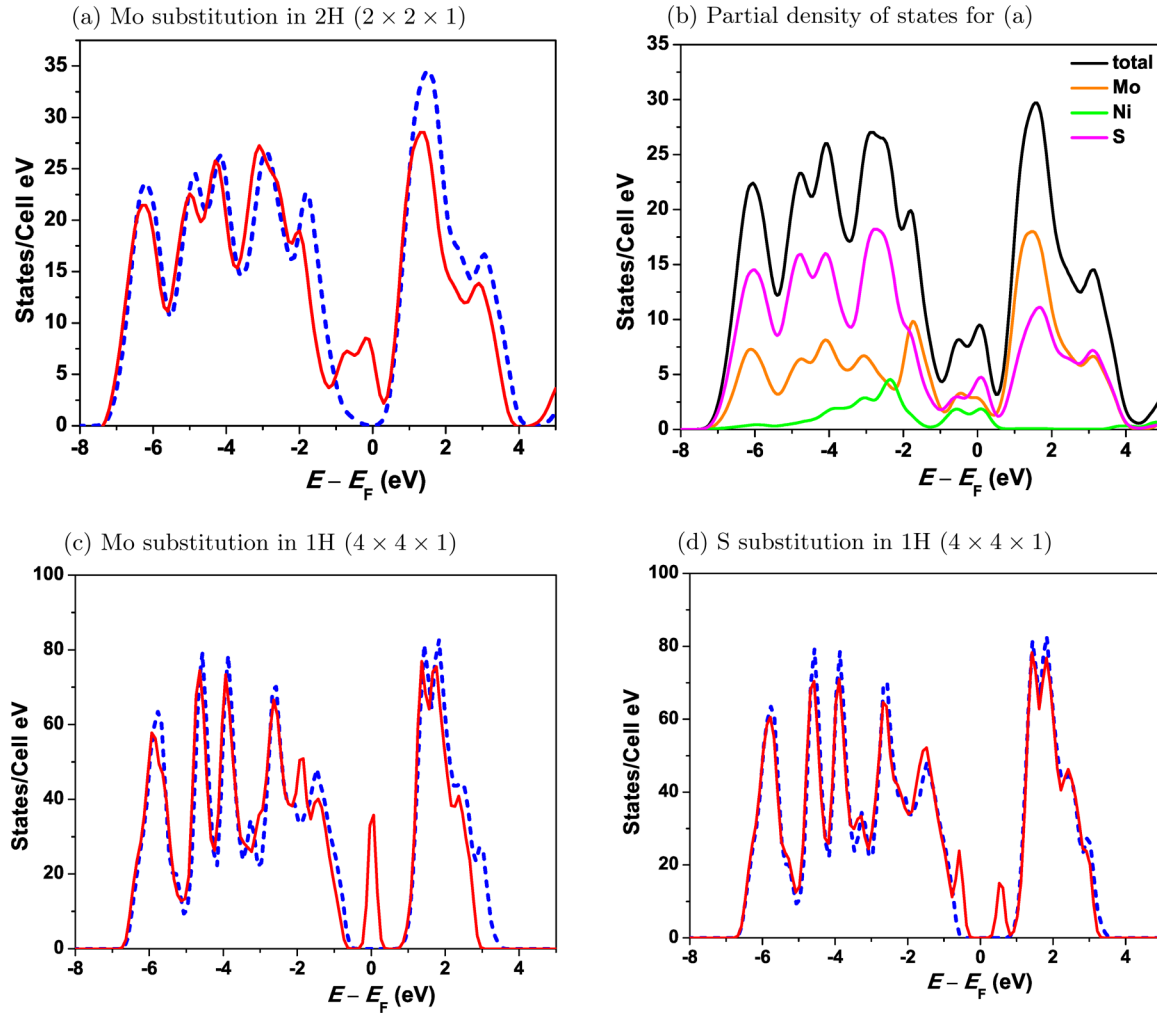 (a) Mo substitution in 2H (2 × 2 × 1)
35
30
25
20
15
10
5
0
States/Cell eV
-8 -6 -4 -2 0 2 4
E – E_F (eV)
(b) Partial density of states for (a)
35
30
25
20
15
10
5
0
States/Cell eV
total
Mo
Ni
S
-8 -6 -4 -2 0 2 4
E – E_F (eV)
(c) Mo substitution in 1H (4 × 4 × 1)
100
80
60
40
20
0
States/Cell eV
-8 -6 -4 -2 0 2 4
E – E_F (eV)
(d) S substitution in 1H (4 × 4 × 1)
100
80
60
40
20
0
States/Cell eV
-8 -6 -4 -2 0 2 4
E – E_F (eV)